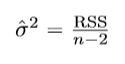 σ̂² = RSS / (n−2)